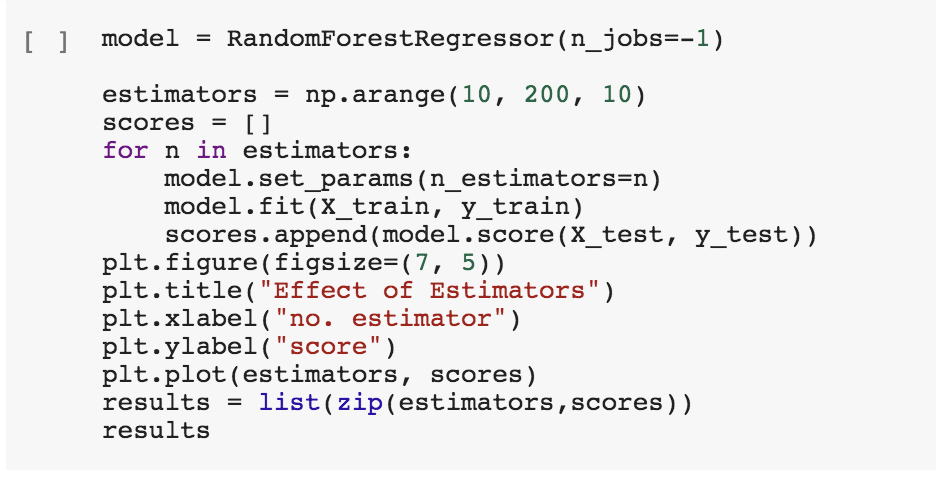 [ ] model = RandomForestRegressor(n_jobs=-1)
estimators = np.arange(10, 200, 10)
scores = []
for n in estimators:
    model.set_params(n_estimators=n)
    model.fit(X_train, y_train)
    scores.append(model.score(X_test, y_test))
plt.figure(figsize=(7, 5))
plt.title("Effect of Estimators")
plt.xlabel("no. estimator")
plt.ylabel("score")
plt.plot(estimators, scores)
results = list(zip(estimators,scores))
results